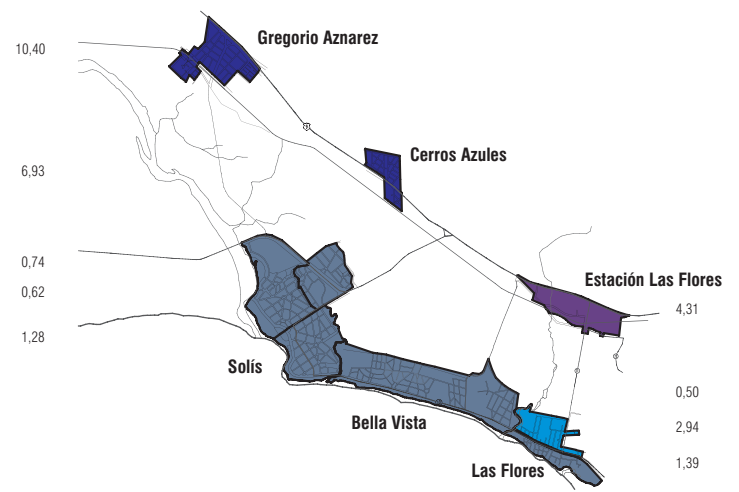 Gregorio Aznarez
10,40
Cerros Azules
6,93
0,74
Estación Las Flores
0,62
4,31
1,28
Solís
0,50
Bella Vista
2,94
1,39
Las Flores